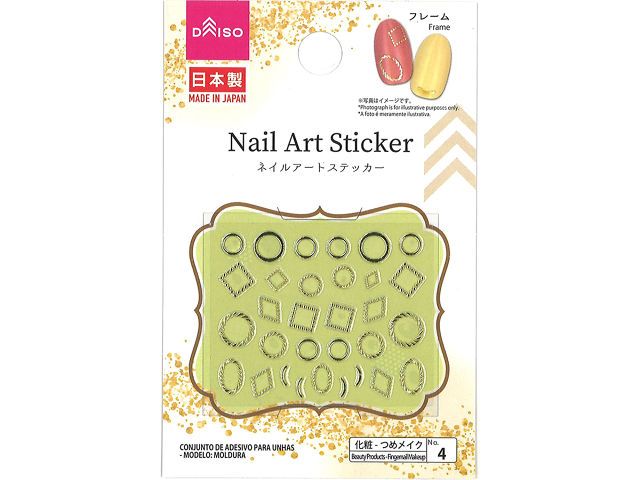 DAISO
フレーム
Frame
日本製
MADE IN JAPAN
※写真はイメージです。
*Photograph is for illustrative purposes only.
*A foto é meramente ilustrativa.
Nail Art Sticker
ネイルアートステッカー
CONJUNTO DE ADESIVO PARA UNHAS
- MODELO: MOLDURA
化粧 - つめメイク
Beauty Products - Fingernail Makeup
No.
4